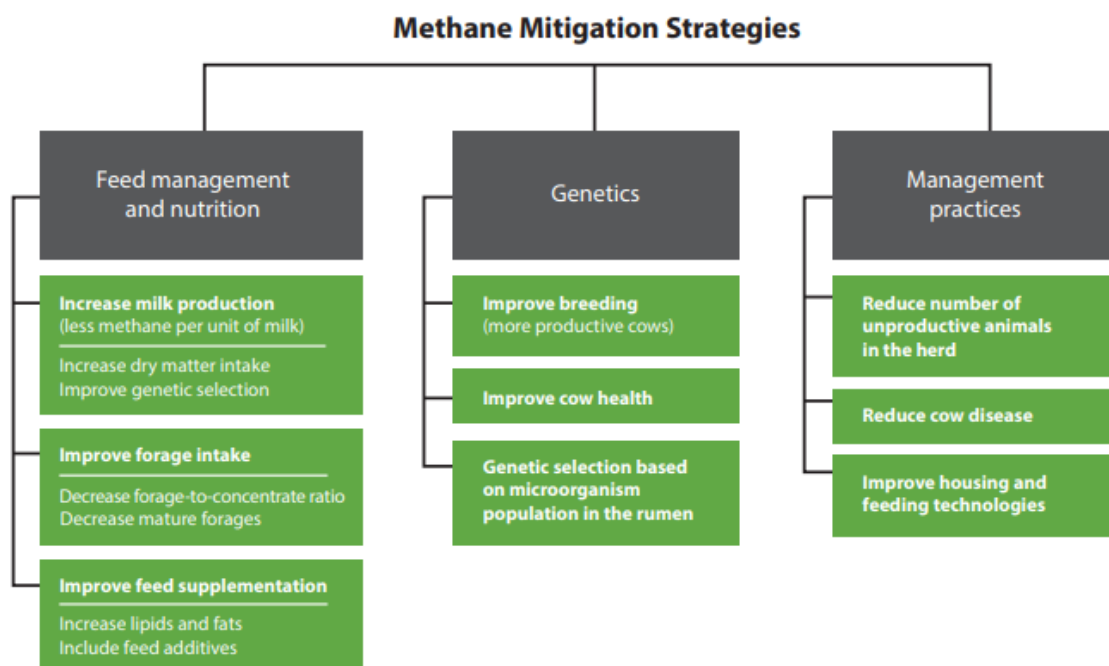 Methane Mitigation Strategies
Feed management
and nutrition
Increase milk production
(less methane per unit of milk)
Increase dry matter intake
Improve genetic selection
Improve forage intake
Decrease forage-to-concentrate ratio
Decrease mature forages
Improve feed supplementation
Increase lipids and fats
Include feed additives
Genetics
Improve breeding
(more productive cows)
Improve cow health
Genetic selection based
on microorganism
population in the rumen
Management
practices
Reduce number of
unproductive animals
in the herd
Reduce cow disease
Improve housing and
feeding technologies